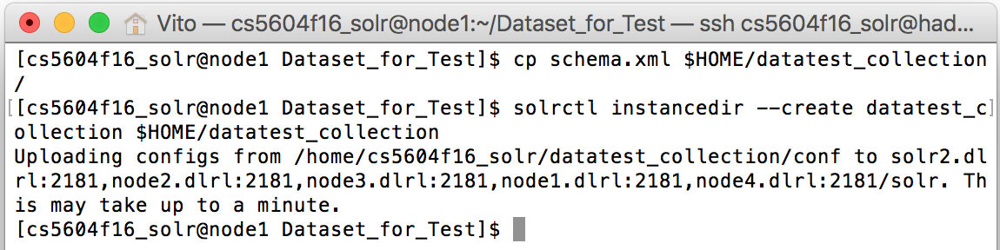 Vito — cs5604f16_solr@node1:~/Dataset_for_Test — ssh cs5604f16_solr@had...
[cs5604f16_solr@node1 Dataset_for_Test]$ cp schema.xml $HOME/datatest_collection
/
[[cs5604f16_solr@node1 Dataset_for_Test]$ solrctl instancedir --create datatest_c]
ollection $HOME/datatest_collection
Uploading configs from /home/cs5604f16_solr/datatest_collection/conf to solr2.dl
rl:2181,node2.dlrl:2181,node3.dlrl:2181,node1.dlrl:2181,node4.dlrl:2181/solr. Th
is may take up to a minute.
[cs5604f16_solr@node1 Dataset_for_Test]$